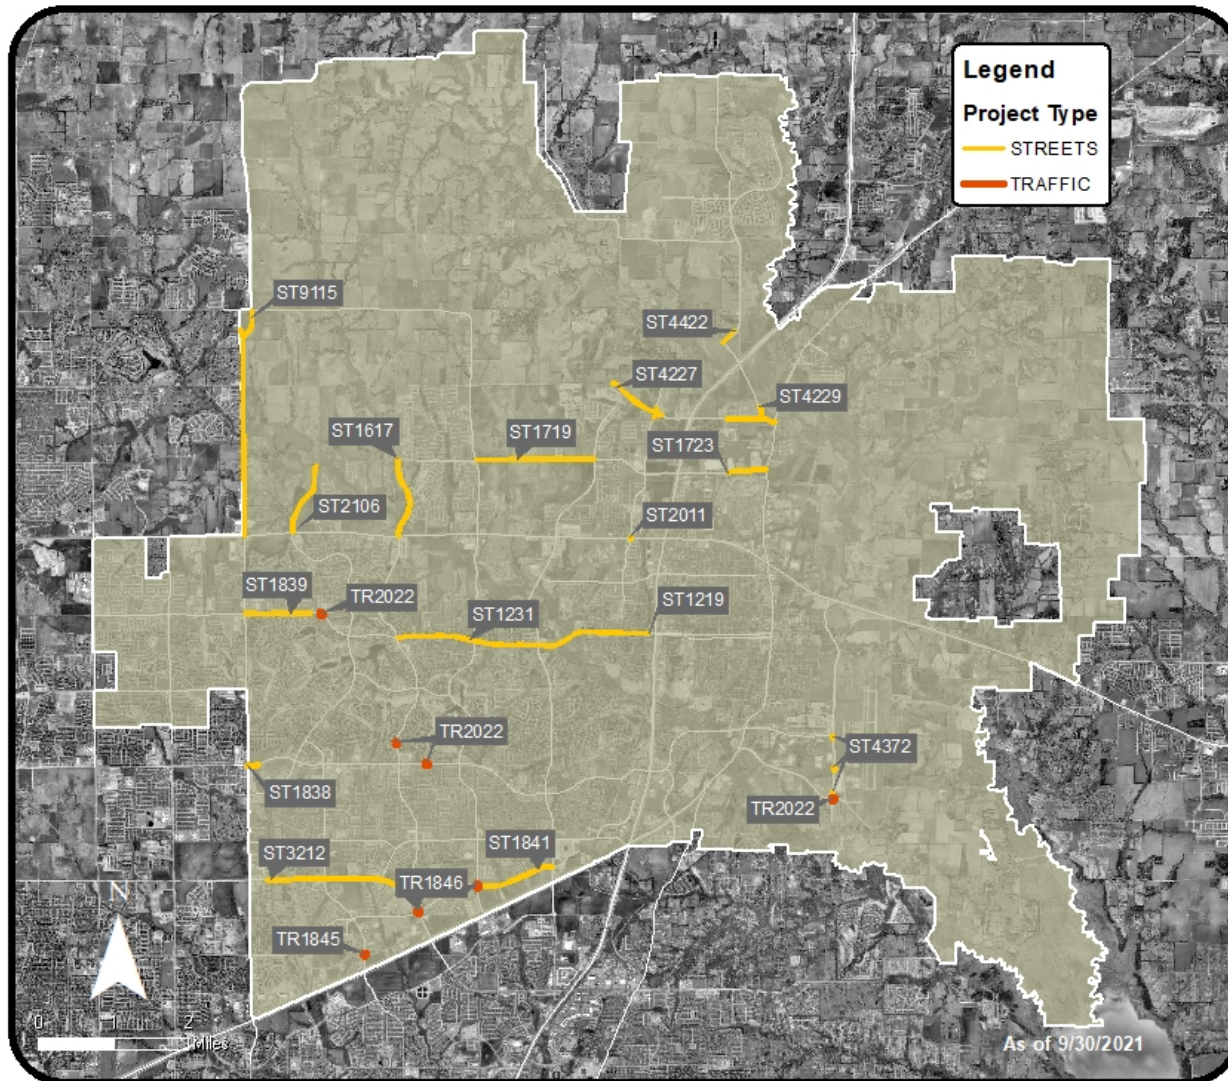 Legend
Project Type
STREETS
TRAFFIC
ST9115
ST4422
ST4227
ST4229
ST1617
ST1719
ST1723
ST2106
ST2011
ST1839
TR2022
ST1231
ST1219
TR2022
ST4372
ST1838
TR2022
ST1841
ST3212
TR1846
N
TR1845
0 1 2
Miles
As of 9/30/2021